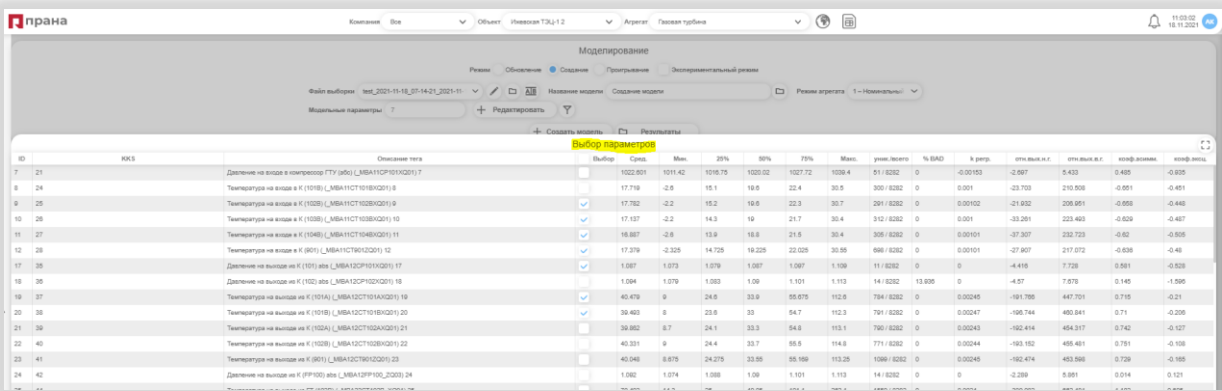 прана
Компания Все Объект Ижевская ТЭЦ-1 2 Агрегат Газовая турбина 11:03:02
18.11.2021 АК
Моделирование
Режим Обновление Создание Проигрывание Экспериментальный режим
Файл выборки test_2021-11-18_07-14-21_2021-11- Название модели Создание модели Режим агрегата 1 – Номинальный
Модельные параметры 7 Редактировать
Создать модель Результаты
Выбор параметров
ID KKS Описание тега Выбор Сред. Мин. 25% 50% 75% Макс. уник./всего % BAD k регр. отн.вых.н.г. отн.вых.в.г. коэф.асимм. коэф.эксц.
7 21 Давление на входе в компрессор ГТУ (абс) (_MBA11CP101XQ01) 7 1022.601 1011.42 1016.75 1020.02 1027.72 1039.4 51 / 8282 0 -0.00153 -2.697 5.433 0.485 -0.935
8 24 Температура на входе в К (101B) (_MBA11CT101BXQ01) 8 17.719 -2.6 15.1 19.6 22.4 30.5 300 / 8282 0 0.001 -23.703 210.508 -0.651 -0.451
9 25 Температура на входе в К (102B) (_MBA11CT102BXQ01) 9 17.782 -2.2 15.2 19.6 22.3 30.7 291 / 8282 0 0.00102 -21.932 206.951 -0.658 -0.448
10 26 Температура на входе в К (103B) (_MBA11CT103BXQ01) 10 17.137 -2.2 14.3 19 21.7 30.4 312 / 8282 0 0.001 -33.261 223.493 -0.629 -0.487
11 27 Температура на входе в К (104B) (_MBA11CT104BXQ01) 11 16.887 -2.6 13.9 18.8 21.5 30.4 305 / 8282 0 0.00101 -37.307 232.723 -0.62 -0.505
12 28 Температура на входе в К (901) (_MBA11CT901ZQ01) 12 17.379 -2.325 14.725 19.225 22.025 30.55 698 / 8282 0 0.00101 -27.907 217.072 -0.636 -0.48
17 35 Давление на выходе из К (101) abs (_MBA12CP101XQ01) 17 1.087 1.073 1.079 1.087 1.097 1.109 11 / 8282 0 0 -4.416 7.728 0.581 -0.528
18 36 Давление на выходе из К (102) abs (_MBA12CP102XQ01) 18 1.094 1.079 1.083 1.09 1.101 1.113 14 / 8282 13.936 0 -4.57 7.678 0.145 -1.596
19 37 Температура на выходе из К (101A) (_MBA12CT101AXQ01) 19 40.479 9 24.6 33.9 55.675 112.6 784 / 8282 0 0.00245 -191.766 447.701 0.715 -0.21
20 38 Температура на выходе из К (101B) (_MBA12CT101BXQ01) 20 39.493 8 23.6 33 54.7 112.3 791 / 8282 0 0.00247 -196.744 460.841 0.71 -0.206
21 39 Температура на выходе из К (102A) (_MBA12CT102AXQ01) 21 39.862 8.7 24.1 33.3 54.8 113.1 790 / 8282 0 0.00243 -192.414 454.317 0.742 -0.127
22 40 Температура на выходе из К (102B) (_MBA12CT102BXQ01) 22 40.331 9 24.4 33.7 55.5 114.8 771 / 8282 0 0.00244 -193.152 455.481 0.751 -0.108
23 41 Температура на выходе из К (901) (_MBA12CT901ZQ01) 23 40.048 8.675 24.275 33.55 55.169 113.25 1099 / 8282 0 0.00245 -192.474 453.598 0.729 -0.165
24 42 Давление на выходе из К (FP100) abs (_MBA12FP100_ZQ03) 24 1.092 1.074 1.088 1.09 1.101 1.113 14 / 8282 0 0 -2.289 5.861 0.014 0.121